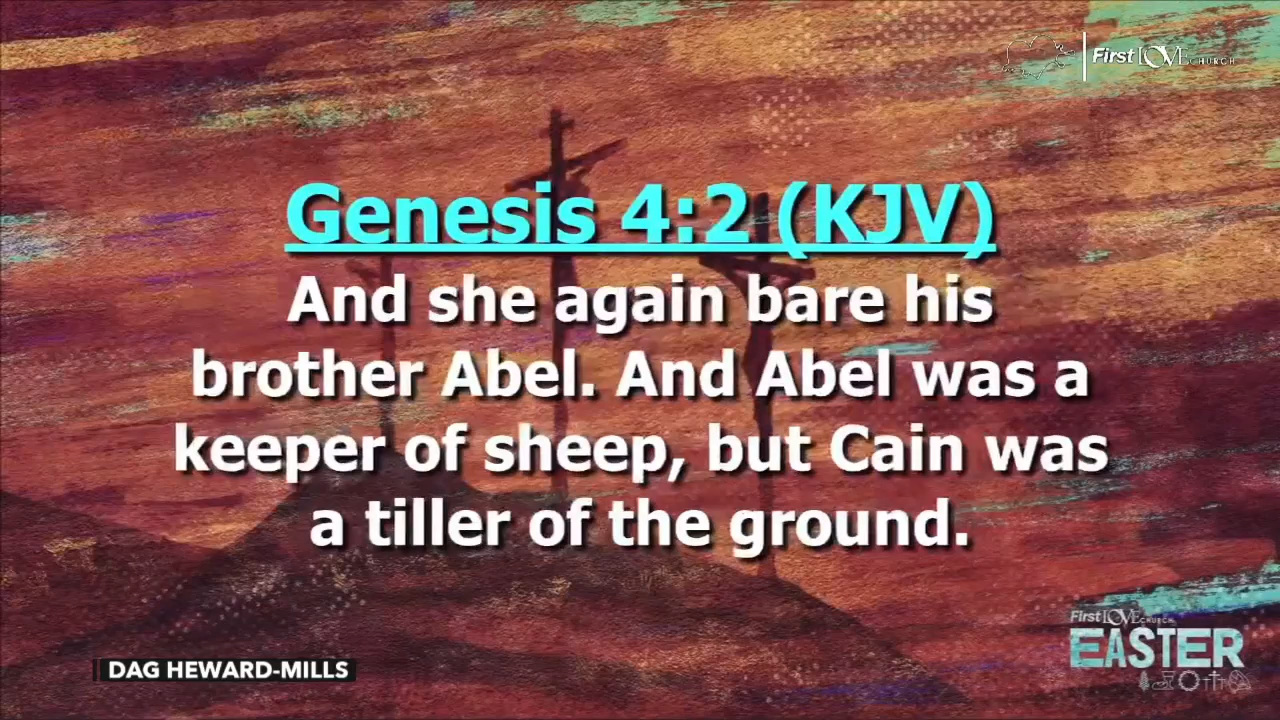 First LOVE CHURCH
Genesis 4:2 (KJV)
And she again bare his
brother Abel. And Abel was a
keeper of sheep, but Cain was
a tiller of the ground.
First LOVE CHURCH
EASTER
DAG HEWARD-MILLS